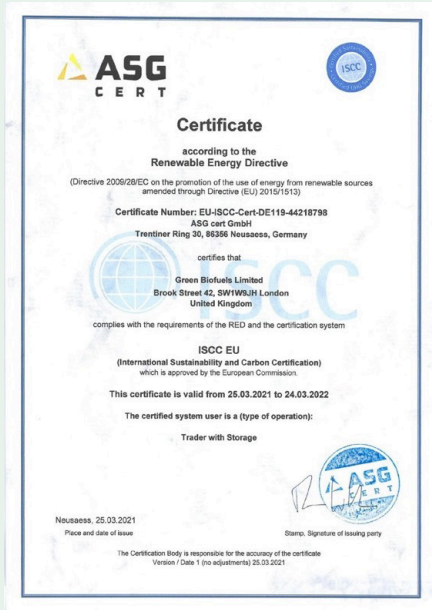 ASG
CERT
ISCC
Certificate
according to the
Renewable Energy Directive
(Directive 2009/28/EC on the promotion of the use of energy from renewable sources
amended through Directive (EU) 2015/1513)
Certificate Number: EU-ISCC-Cert-DE119-44218798
ASG cert GmbH
Trentiner Ring 30, 86356 Neusaess, Germany
ISCC
certifies that
Green Biofuels Limited
Brook Street 42, SW1W9JH London
United Kingdom
complies with the requirements of the RED and the certification system
ISCC EU
(International Sustainability and Carbon Certification)
which is approved by the European Commission.
This certificate is valid from 25.03.2021 to 24.03.2022
The certified system user is a (type of operation):
Trader with Storage
ASG
CERT
Neusaess, 25.03.2021
Place and date of issue
Stamp, Signature of issuing party
The Certification Body is responsible for the accuracy of the certificate
Version / Date 1 (no adjustments) 25.03.2021